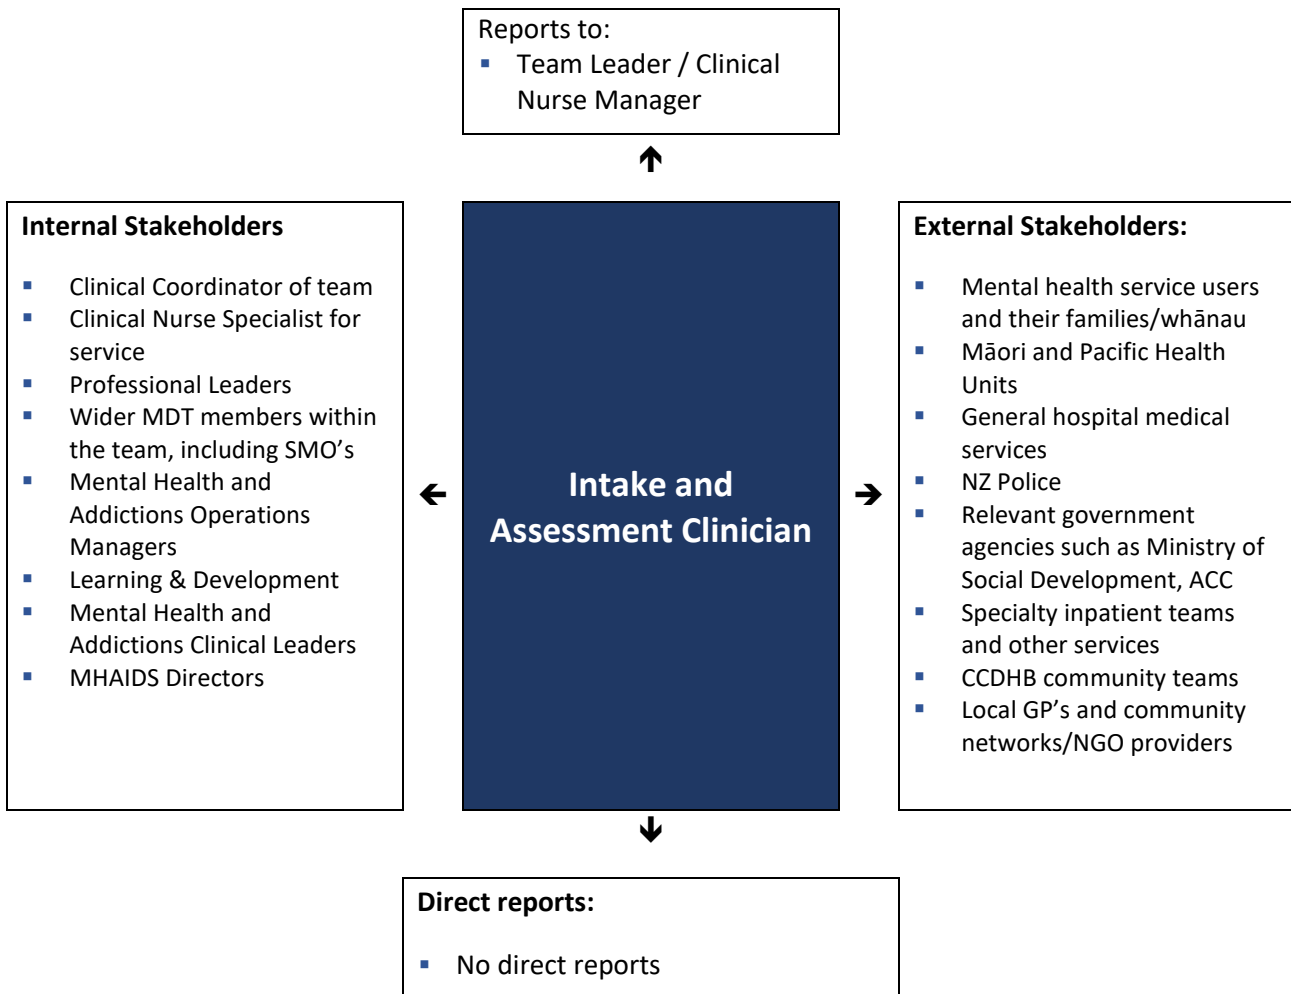 Reports to:
▪ Team Leader / Clinical
Nurse Manager
🡑
Internal Stakeholders
▪ Clinical Coordinator of team
▪ Clinical Nurse Specialist for
service
▪ Professional Leaders
▪ Wider MDT members within
the team, including SMO’s
▪ Mental Health and
Addictions Operations
Managers
▪ Learning & Development
▪ Mental Health and
Addictions Clinical Leaders
▪ MHAIDS Directors
🡐
Intake and
Assessment Clinician
🡒
External Stakeholders:
▪ Mental health service users
and their families/whānau
▪ Māori and Pacific Health
Units
▪ General hospital medical
services
▪ NZ Police
▪ Relevant government
agencies such as Ministry of
Social Development, ACC
▪ Specialty inpatient teams
and other services
▪ CCDHB community teams
▪ Local GP’s and community
networks/NGO providers
🡓
Direct reports:
▪ No direct reports